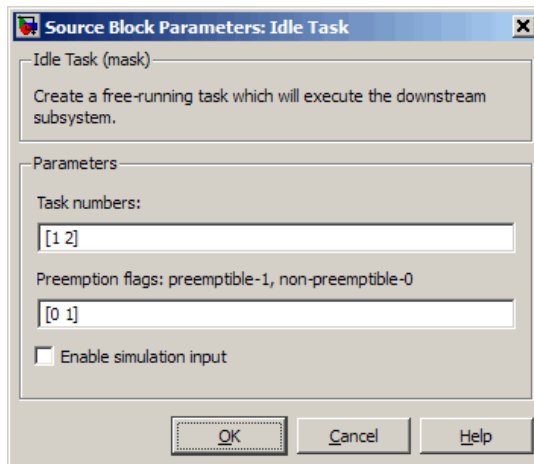 Source Block Parameters: Idle Task
Idle Task (mask)
Create a free-running task which will execute the downstream
subsystem.
Parameters
Task numbers:
[1 2]
Preemption flags: preemptible-1, non-preemptible-0
[0 1]
Enable simulation input
OK Cancel Help